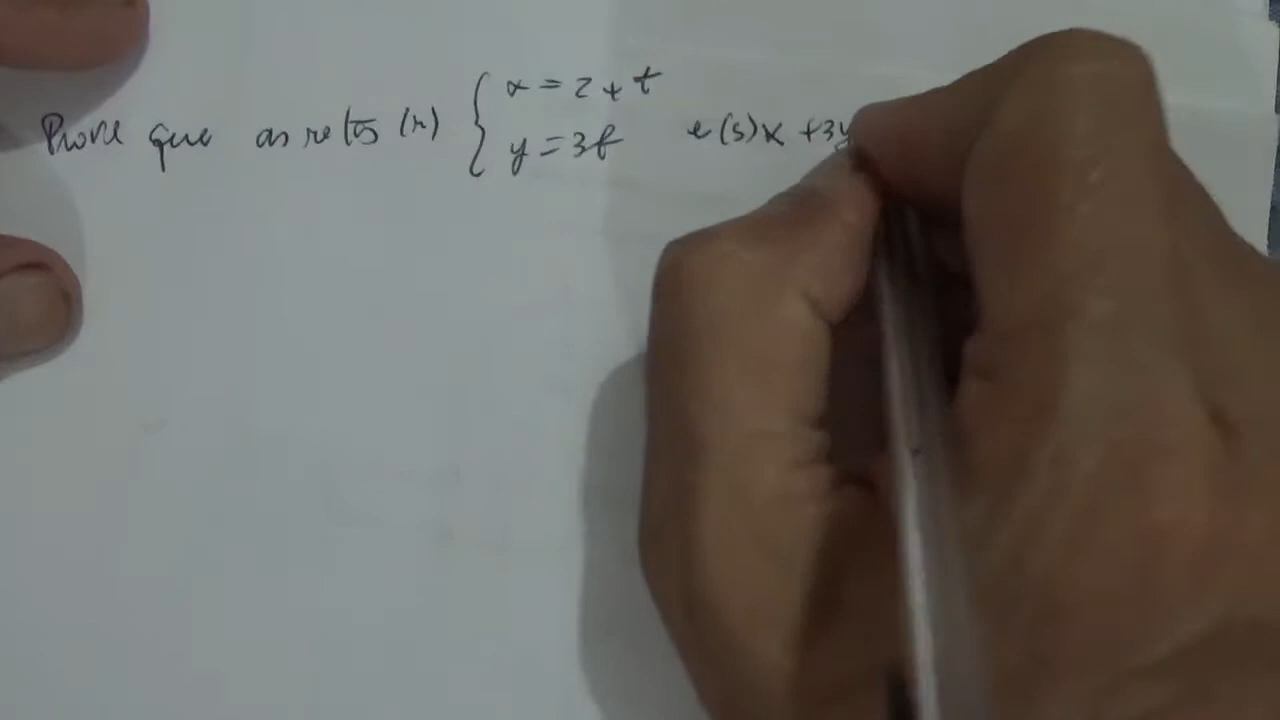 Prove que as retas (r) { x = 2 + t
y = 3t e (s) x + 3y